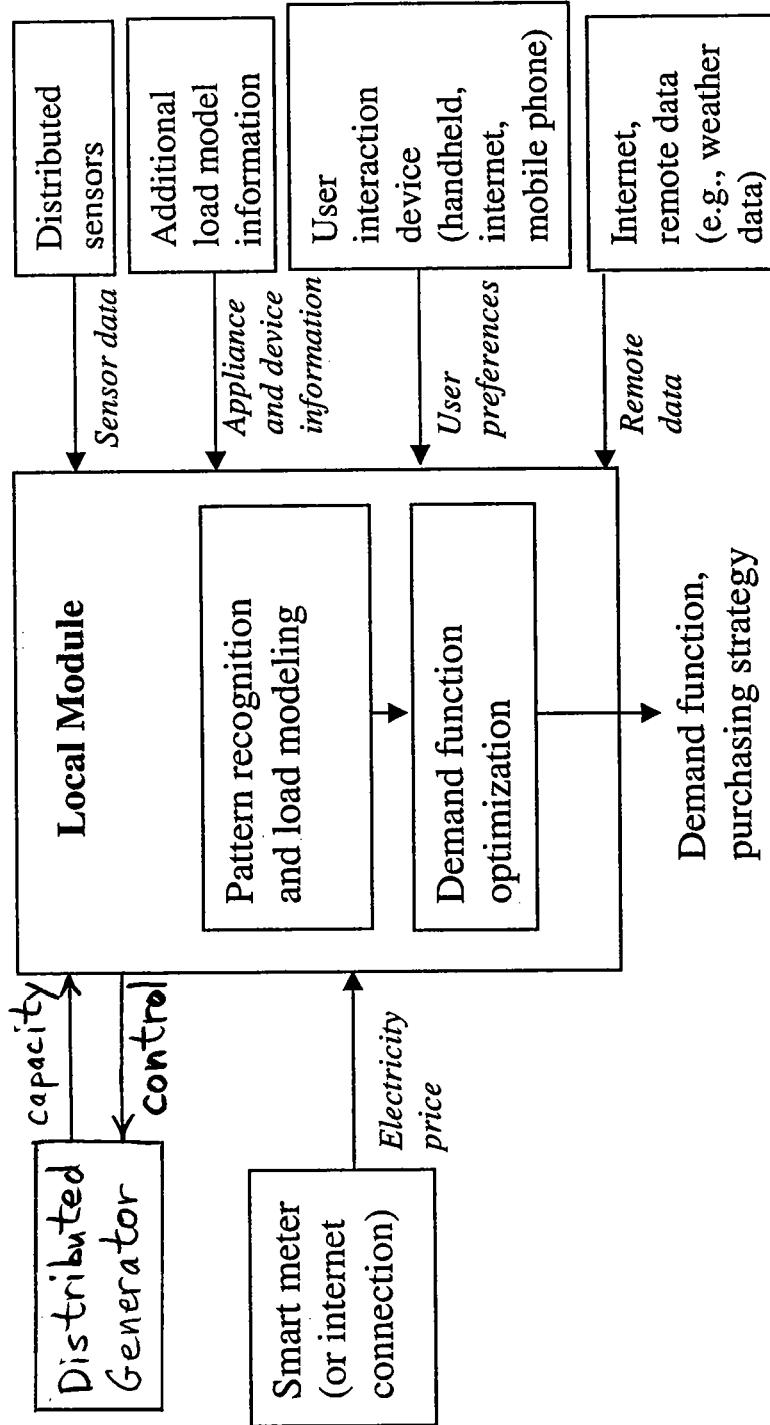 Distributed
Generator
capacity
control
Smart meter
(or internet
connection)
Electricity
price
Local Module
Pattern recognition
and load modeling
Demand function
optimization
Demand function,
purchasing strategy
Sensor data
Appliance
and device
information
User
preferences
Remote
data
Distributed
sensors
Additional
load model
information
User
interaction
device
(handheld,
internet,
mobile phone)
Internet,
remote data
(e.g., weather
data)